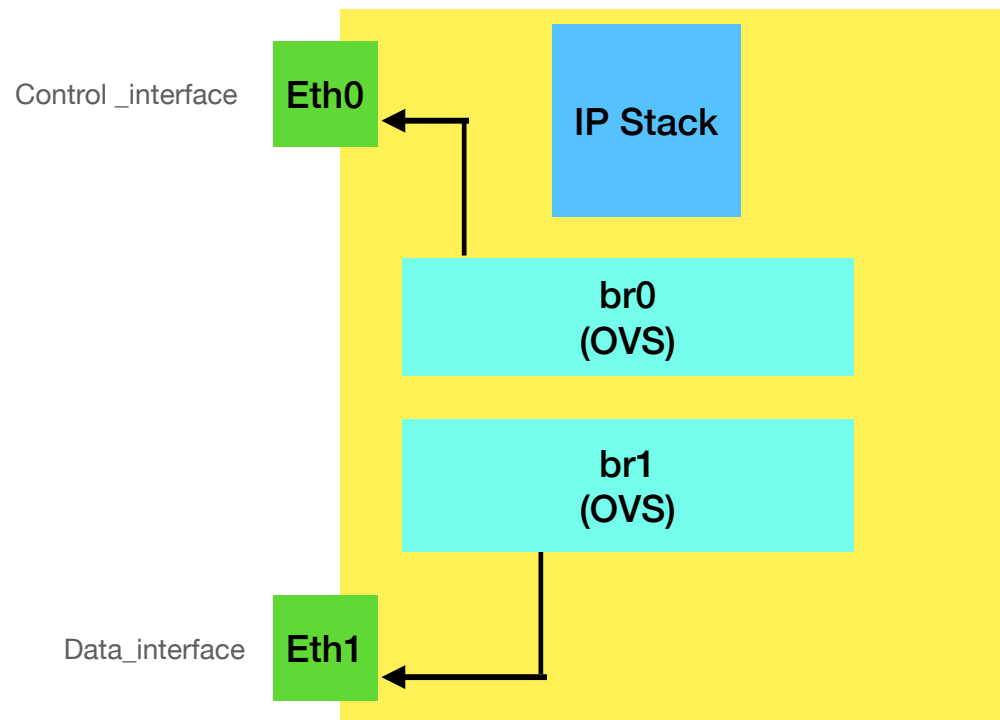 Control _interface
Eth0
IP Stack
br0
(OVS)
br1
(OVS)
Data_interface
Eth1